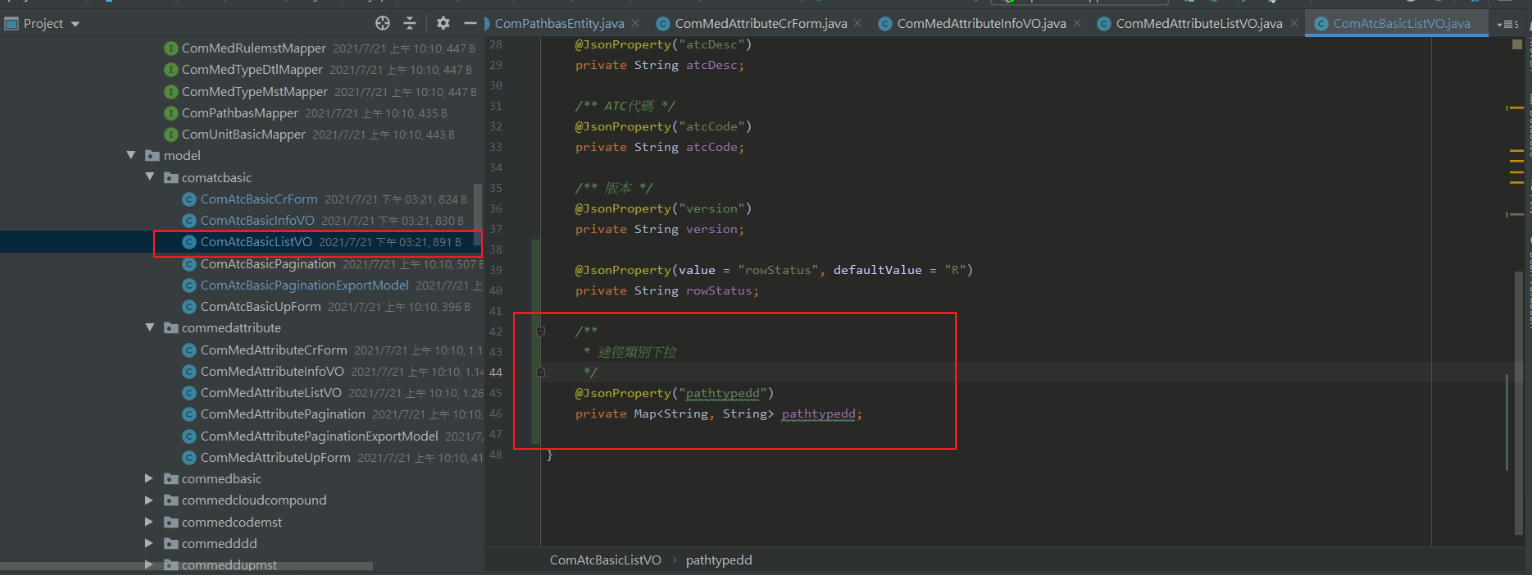 Project
ComPathbasEntity.java
ComMedAttributeCrForm.java
ComMedAttributeInfoVO.java
ComMedAttributeListVO.java
ComAtcBasicListVO.java
5
ComMedRulemstMapper 2021/7/21 上午 10:10, 447 B
ComMedTypeDtlMapper 2021/7/21 上午 10:10, 447 B
ComMedTypeMstMapper 2021/7/21 上午 10:10, 447 B
ComPathbasMapper 2021/7/21 上午 10:10, 435 B
ComUnitBasicMapper 2021/7/21 上午 10:10, 443 B
model
comatcbasic
ComAtcBasicCrForm 2021/7/21 下午 03:21, 824 B
ComAtcBasicInfoVO 2021/7/21 下午 03:21, 830 B
ComAtcBasicListVO 2021/7/21 下午 03:21, 891 B
ComAtcBasicPagination 2021/7/21 上午 10:10, 507 B
ComAtcBasicPaginationExportModel 2021/7/21 上
ComAtcBasicUpForm 2021/7/21 上午 10:10, 396 B
commedattribute
ComMedAttributeCrForm 2021/7/21 上午 10:10, 1.1
ComMedAttributeInfoVO 2021/7/21 上午 10:10, 1.14
ComMedAttributeListVO 2021/7/21 上午 10:10, 1.26
ComMedAttributePagination 2021/7/21 上午 10:10,
ComMedAttributePaginationExportModel 2021/7/
ComMedAttributeUpForm 2021/7/21 上午 10:10, 41
commedbasic
commedcloudcompound
commedcodemst
commedddd
commeddupmst
28 @JsonProperty("atcDesc")
29 private String atcDesc;
30
31 /** ATC代碼 */
32 @JsonProperty("atcCode")
33 private String atcCode;
34
35 /** 版本 */
36 @JsonProperty("version")
37 private String version;
38
39 @JsonProperty(value = "rowStatus", defaultValue = "R")
40 private String rowStatus;
41
42 /**
43 * 途徑類別下拉
44 */
45 @JsonProperty("pathtypedd")
46 private Map<String, String> pathtypedd;
47
48 }
ComAtcBasicListVO › pathtypedd